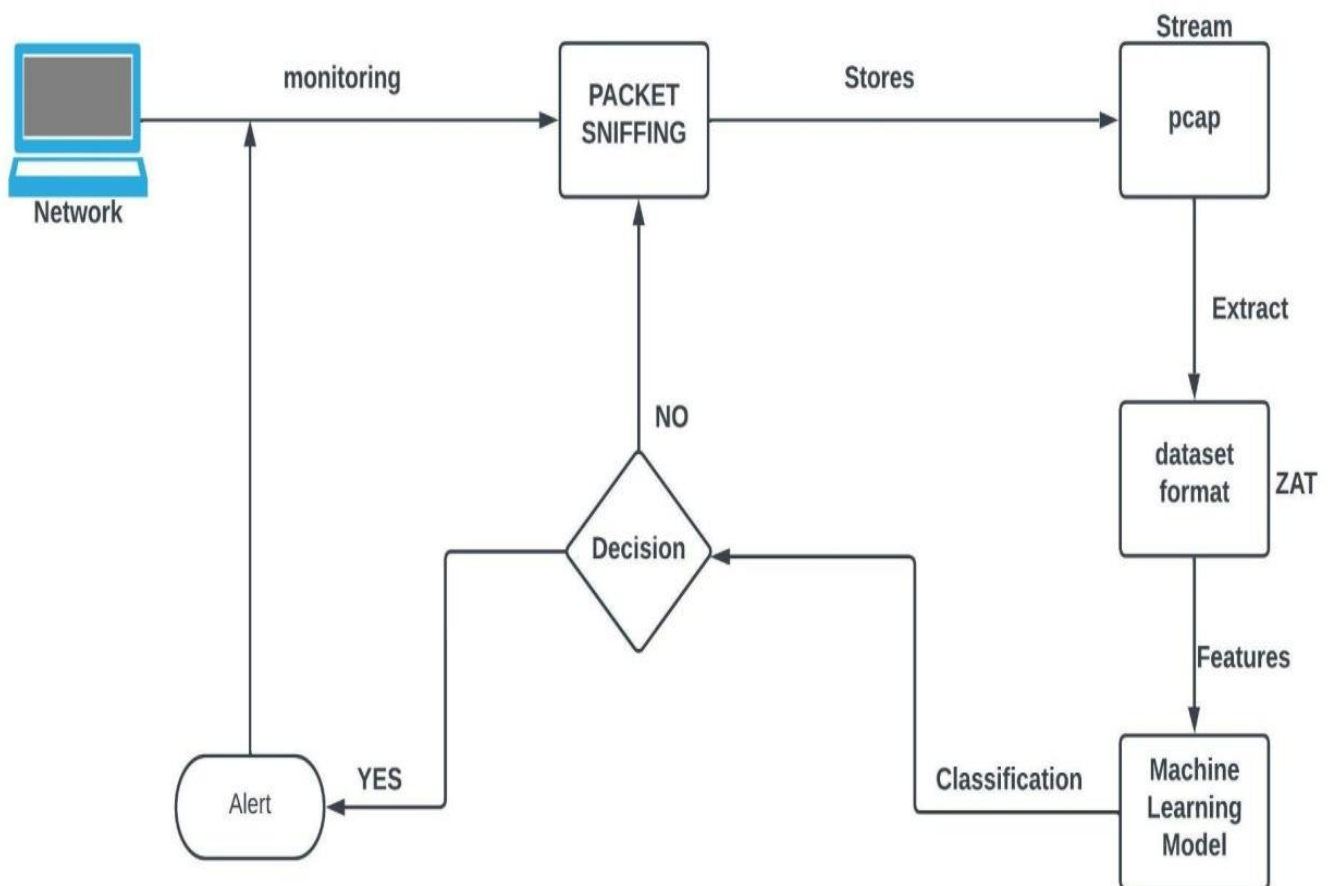 Stream
monitoring
PACKET
SNIFFING
Stores
pcap
Network
Extract
NO
dataset
format
ZAT
Decision
Features
YES
Alert
Classification
Machine
Learning
Model